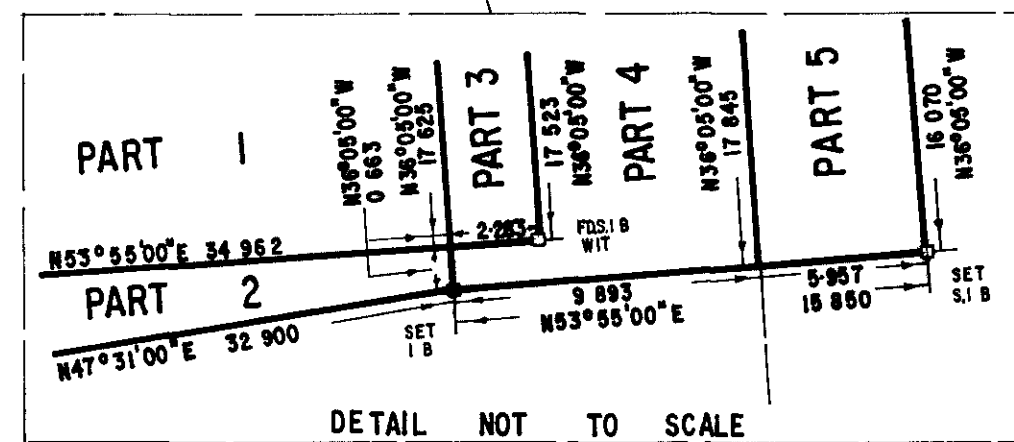 PART 1
N36°05'00"W
0 663
N36°05'00"W
17 625
PART 3
17 523
N36°05'00"W
PART 4
N36°05'00"W
17 845
PART 5
16 070
N36°05'00"W
N53°55'00"E 34 962
FD.S.I B
WIT
PART 2
N47°31'00"E 32 900
SET
I B
9 893
N53°55'00"E
5·957
15 850
SET
S.I B
DETAIL NOT TO SCALE